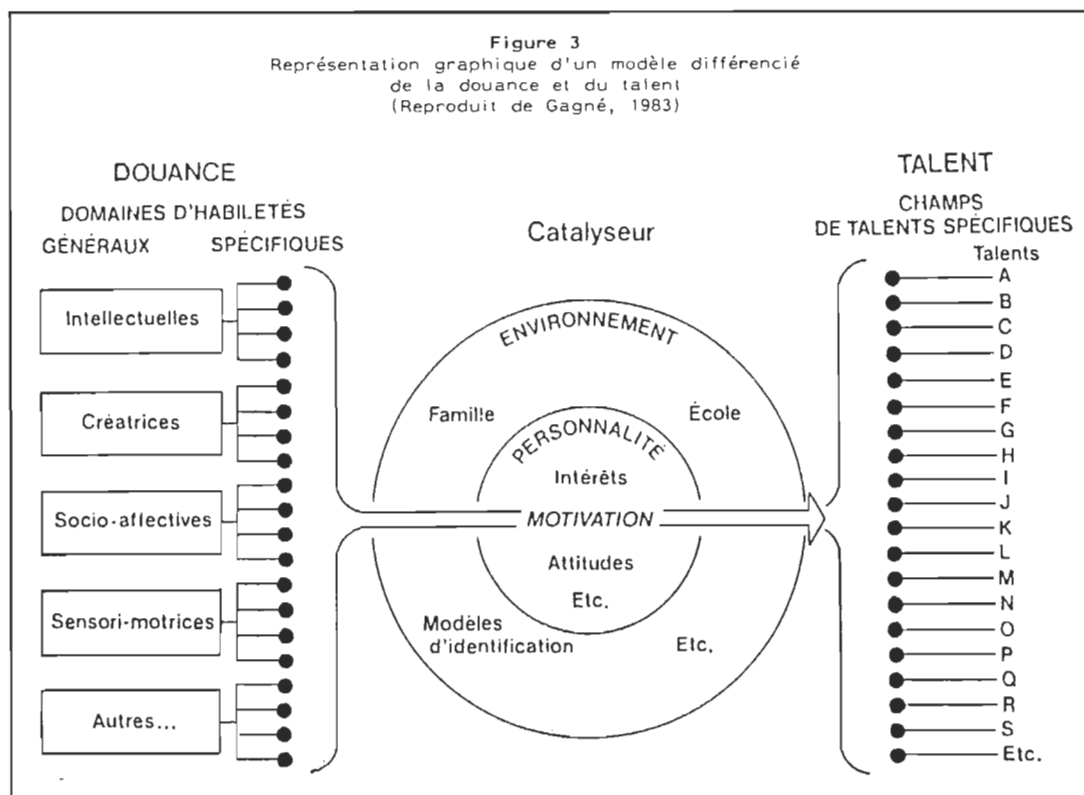 Figure 3
Représentation graphique d'un modèle différencié
de la douance et du talent
(Reproduit de Gagné, 1983)
DOUANCE
DOMAINES D'HABILETÉS
GÉNÉRAUX
SPÉCIFIQUES
Intellectuelles
Créatrices
Socio-affectives
Sensori-motrices
Autres...
Catalyseur
ENVIRONNEMENT
Famille
École
PERSONNALITÉ
Intérêts
MOTIVATION
Attitudes
Etc.
Modèles
d'identification
Etc.
TALENT
CHAMPS
DE TALENTS SPÉCIFIQUES
Talents
A
B
C
D
E
F
G
H
I
J
K
L
M
N
O
P
Q
R
S
Etc.